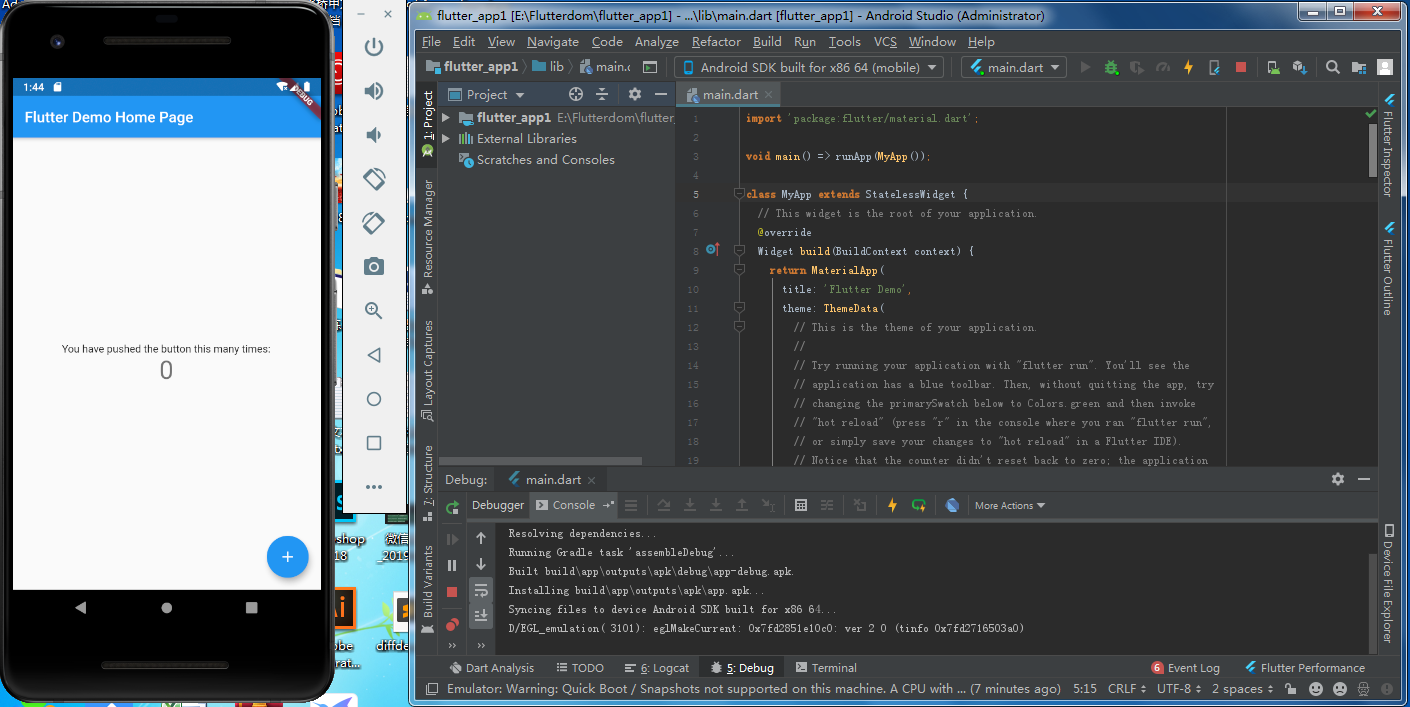 1:44
DEBUG
Flutter Demo Home Page
You have pushed the button this many times:
0
flutter_app1 [E:\Flutterdom\flutter_app1] - ...\lib\main.dart [flutter_app1] - Android Studio (Administrator)
File Edit View Navigate Code Analyze Refactor Build Run Tools VCS Window Help
flutter_app1 lib main.c Android SDK built for x86 64 (mobile) main.dart
1: Project
Resource Manager
Layout Captures
7: Structure
Build Variants
Project
flutter_app1 E:\Flutterdom\flutter_
External Libraries
Scratches and Consoles
main.dart
1 import 'package:flutter/material.dart';
2
3 void main() => runApp(MyApp());
4
5 class MyApp extends StatelessWidget {
6 // This widget is the root of your application.
7 @override
8 Widget build(BuildContext context) {
9 return MaterialApp(
10 title: 'Flutter Demo',
11 theme: ThemeData(
12 // This is the theme of your application.
13 //
14 // Try running your application with "flutter run". You'll see the
15 // application has a blue toolbar. Then, without quitting the app, try
16 // changing the primarySwatch below to Colors.green and then invoke
17 // "hot reload" (press "r" in the console where you ran "flutter run",
18 // or simply save your changes to "hot reload" in a Flutter IDE).
19 // Notice that the counter didn't reset back to zero; the application
Flutter Inspector
Flutter Outline
Device File Explorer
Debug: main.dart
Debugger Console More Actions
Resolving dependencies...
Running Gradle task 'assembleDebug'...
Built build\app\outputs\apk\debug\app-debug.apk.
Installing build\app\outputs\apk\app.apk...
Syncing files to device Android SDK built for x86 64...
D/EGL_emulation( 3101): eglMakeCurrent: 0x7fd2851e10c0: ver 2 0 (tinfo 0x7fd2716503a0)
Dart Analysis TODO 6: Logcat 5: Debug Terminal 6 Event Log Flutter Performance
Emulator: Warning: Quick Boot / Snapshots not supported on this machine. A CPU with ... (7 minutes ago) 5:15 CRLF UTF-8 2 spaces
shop
18
微信
_2019
Ai
obe
rat...
diffde